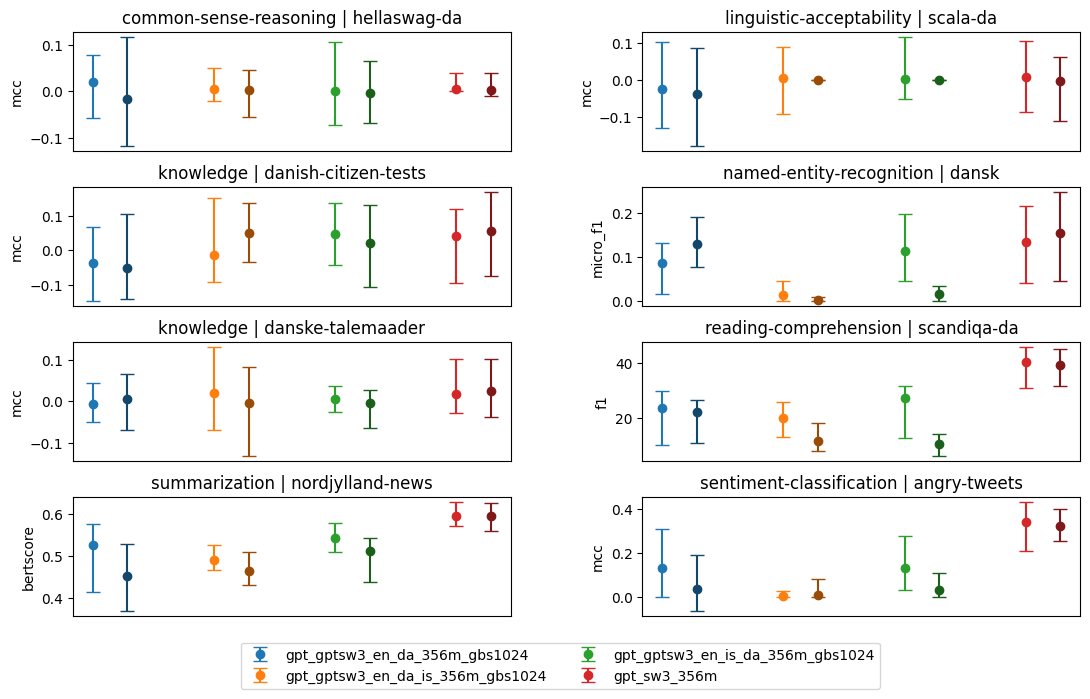 common-sense-reasoning | hellaswag-da
mcc
0.1
0.0
−0.1
linguistic-acceptability | scala-da
mcc
0.1
0.0
−0.1
knowledge | danish-citizen-tests
mcc
0.1
0.0
−0.1
named-entity-recognition | dansk
micro_f1
0.2
0.1
0.0
knowledge | danske-talemaader
mcc
0.1
0.0
−0.1
reading-comprehension | scandiqa-da
f1
40
20
summarization | nordjylland-news
bertscore
0.6
0.5
0.4
sentiment-classification | angry-tweets
mcc
0.4
0.2
0.0
gpt_gptsw3_en_da_356m_gbs1024
gpt_gptsw3_en_da_is_356m_gbs1024
gpt_gptsw3_en_is_da_356m_gbs1024
gpt_sw3_356m